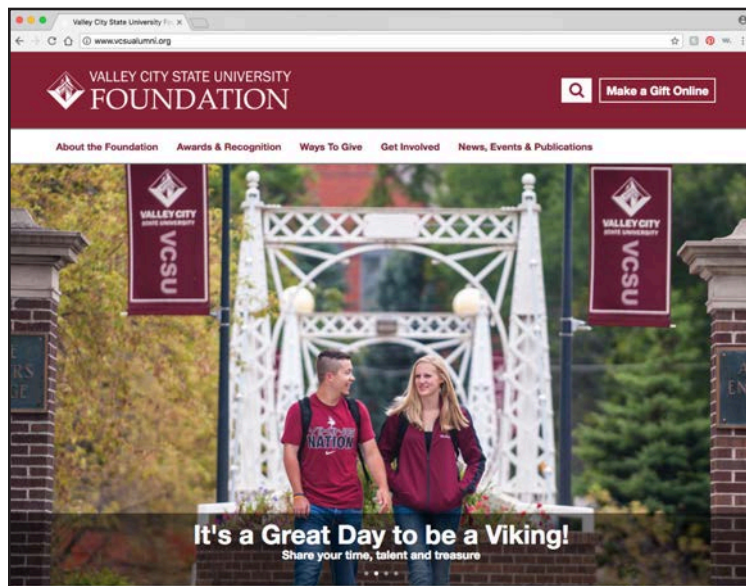 Valley City State University Fo
www.vcsualumni.org
VALLEY CITY STATE UNIVERSITY
FOUNDATION
Make a Gift Online
About the Foundation Awards & Recognition Ways To Give Get Involved News, Events & Publications
VALLEY CITY
STATE UNIVERSITY
VCSU
VALLEY CITY
STATE UNIVERSITY
VCSU
NATION
It's a Great Day to be a Viking!
Share your time, talent and treasure